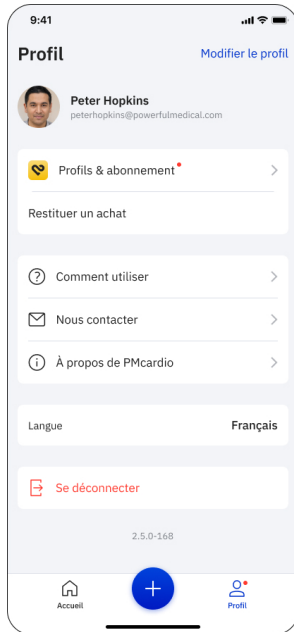 9:41
Profil
Modifier le profil
Peter Hopkins
peterhopkins@powerfulmedical.com
Profils & abonnement
Restituer un achat
Comment utiliser
Nous contacter
À propos de PMcardio
Langue
Français
Se déconnecter
2.5.0-168
Accueil
Profil